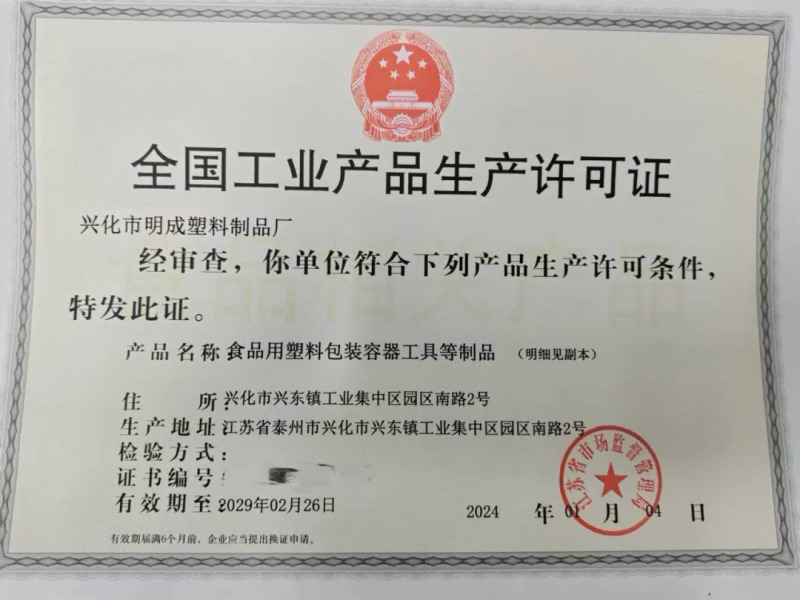 全国工业产品生产许可证
兴化市明成塑料制品厂
食品相关产品
经审查，你单位符合下列产品生产许可条件，
特发此证。
产品名称 食品用塑料包装容器工具等制品 （明细见副本）
住所：兴化市兴东镇工业集中区园区南路2号
生产地址：江苏省泰州市兴化市兴东镇工业集中区园区南路2号
检验方式：
证书编号
有效期至：2029年02月26日
江苏省市场监督管理局
2024 年 01 月 04 日
有效期届满6个月前，企业应当提出换证申请。